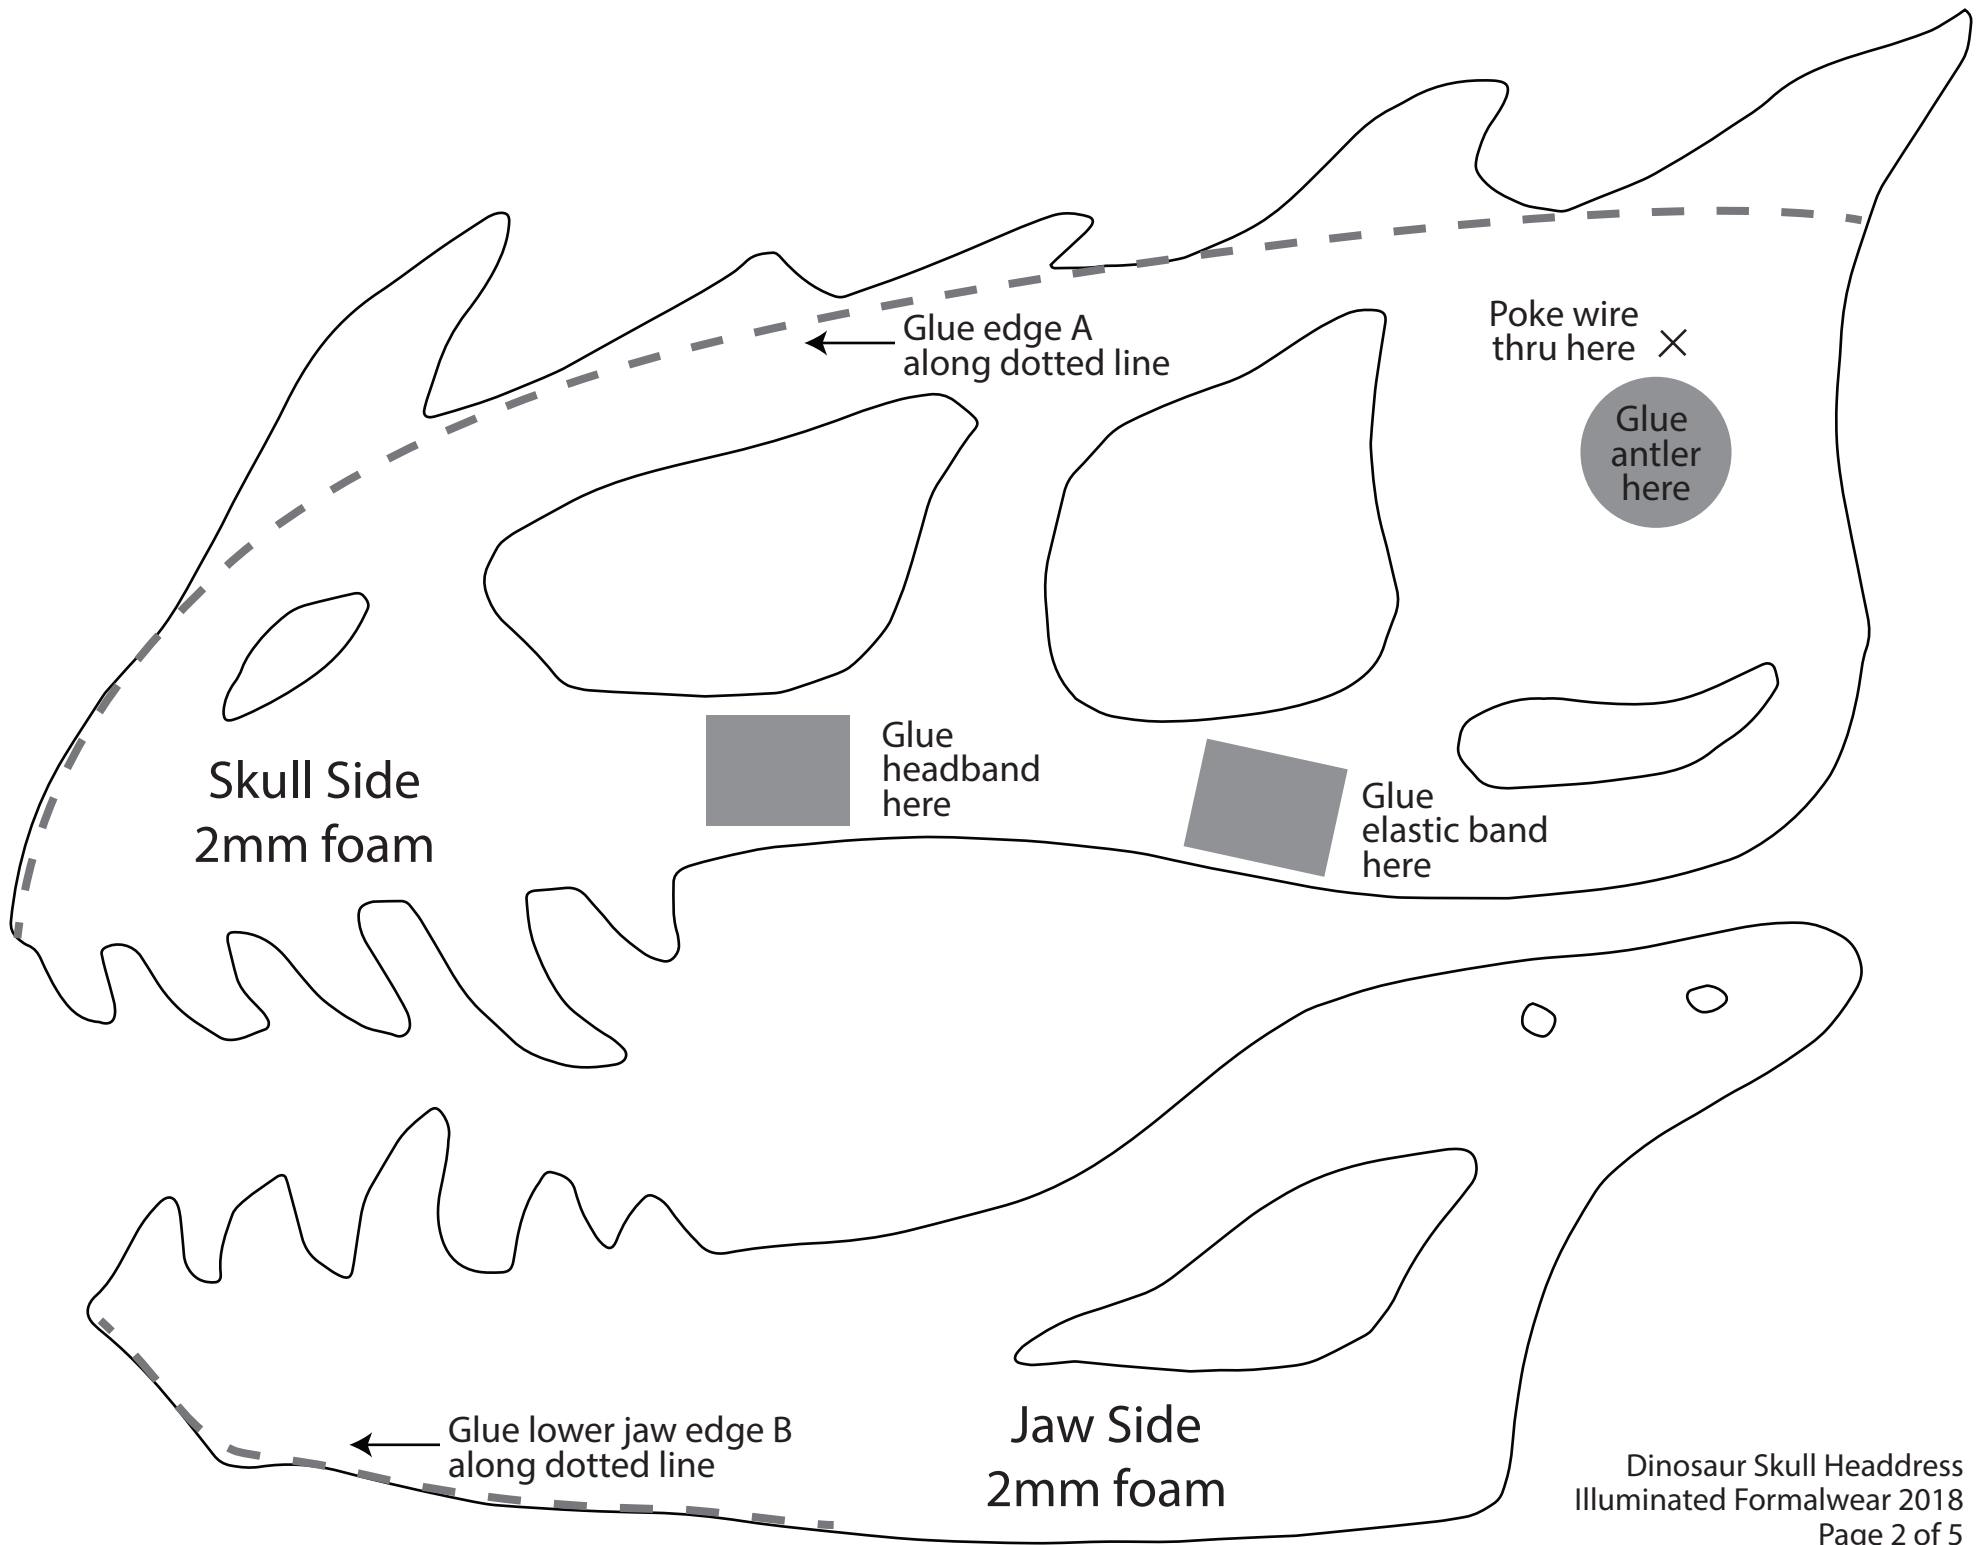 Glue edge A
along dotted line
Poke wire
thru here
Glue
antler
here
Skull Side
2mm foam
Glue
headband
here
Glue
elastic band
here
Glue lower jaw edge B
along dotted line
Jaw Side
2mm foam
Dinosaur Skull Headdress
Illuminated Formalwear 2018
Page 2 of 5